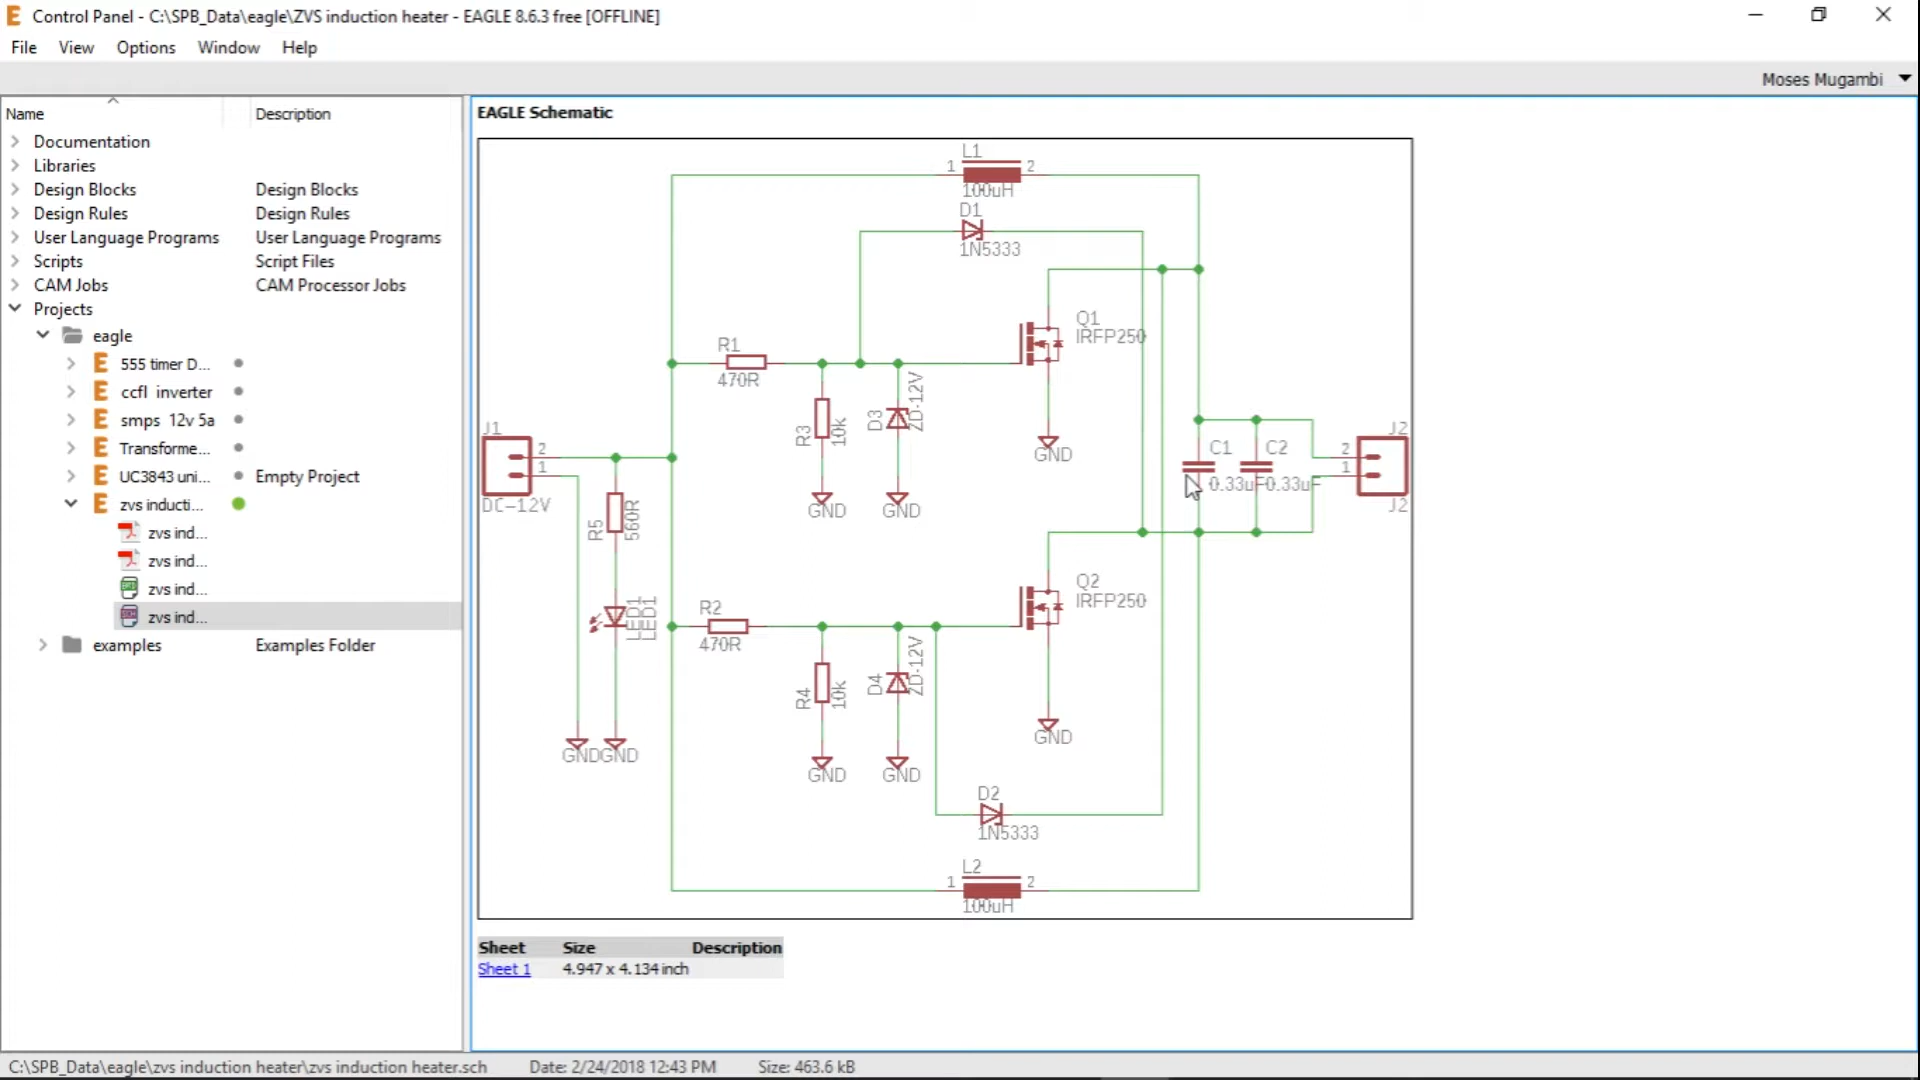 Control Panel - C:\SPB_Data\eagle\ZVS induction heater - EAGLE 8.6.3 free [OFFLINE]
File View Options Window Help
Moses Mugambi
Name Description
Documentation
Libraries
Design Blocks Design Blocks
Design Rules Design Rules
User Language Programs User Language Programs
Scripts Script Files
CAM Jobs CAM Processor Jobs
Projects
eagle
555 timer D...
ccfl inverter
smps 12v 5a
Transforme...
UC3843 uni... Empty Project
zvs inducti...
zvs ind...
zvs ind...
zvs ind...
zvs ind...
examples Examples Folder
EAGLE Schematic
L1
1 2
100uH
D1
1N5333
Q1
IRFP250
R1
470R
R3
10k
D3
ZD-12V
GND
GND
GND
J1
2
1
DC-12V
R5
560R
LED1
LED1
GND
GND
C1
0.33uF
C2
0.33uF
J2
2
1
J2
Q2
IRFP250
R2
470R
R4
10k
D4
ZD-12V
GND
GND
GND
D2
1N5333
L2
1 2
100uH
Sheet Size Description
Sheet 1 4.947 x 4.134 inch
C:\SPB_Data\eagle\zvs induction heater\zvs induction heater.sch Date: 2/24/2018 12:43 PM Size: 463.6 kB